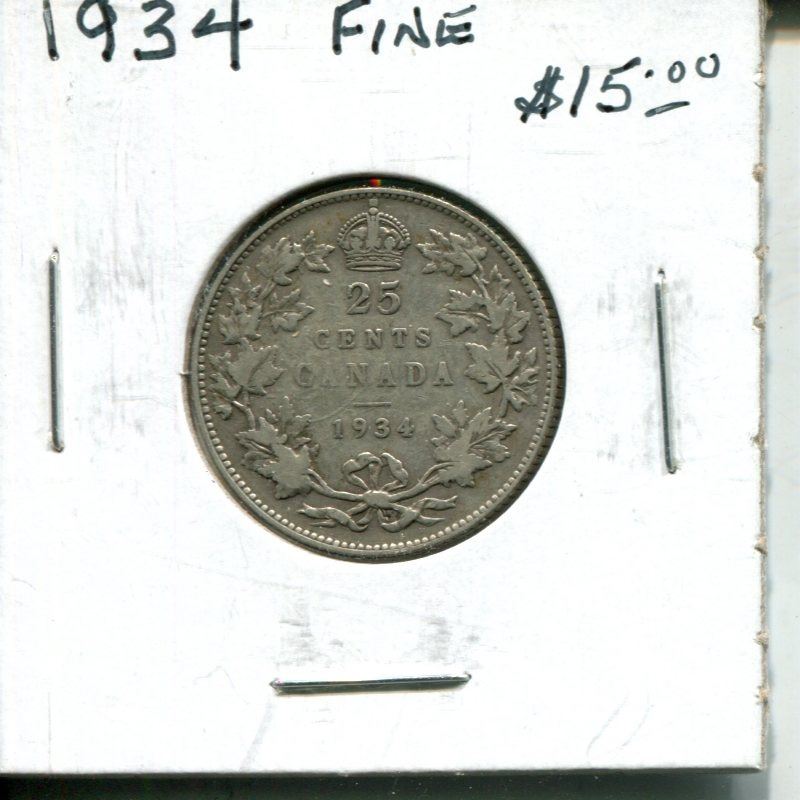 1934 FINE
$15.00
25
CENTS
CANADA
1934